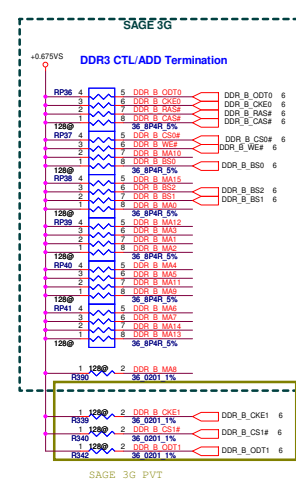 SAGE 3G
+0.675VS
DDR3 CTL/ADD Termination
RP36 4 5 DDR_B_ODT0 DDR_B_ODT0 6
3 6 DDR_B_CKE0 DDR_B_CKE0 6
2 7 DDR_B_RAS# DDR_B_RAS# 6
1 8 DDR_B_CAS# DDR_B_CAS# 6
128@ 36_8P4R_5%
RP37 4 5 DDR_B_CS0# DDR_B_CS0# 6
3 6 DDR_B_WE# DDR_B_WE# 6
2 7 DDR_B_MA10
1 8 DDR_B_BS0 DDR_B_BS0 6
128@ 36_8P4R_5%
RP38 4 5 DDR_B_MA15
3 6 DDR_B_BS2 DDR_B_BS2 6
2 7 DDR_B_BS1 DDR_B_BS1 6
1 8 DDR_B_MA0
128@ 36_8P4R_5%
RP39 4 5 DDR_B_MA12
3 6 DDR_B_MA3
2 7 DDR_B_MA1
1 8 DDR_B_MA2
128@ 36_8P4R_5%
RP40 4 5 DDR_B_MA4
3 6 DDR_B_MA5
2 7 DDR_B_MA11
1 8 DDR_B_MA9
128@ 36_8P4R_5%
RP41 4 5 DDR_B_MA6
3 6 DDR_B_MA7
2 7 DDR_B_MA14
1 8 DDR_B_MA13
128@ 36_8P4R_5%
1 128@ 2 DDR_B_MA8
R390 36_0201_1%
1 128@ 2 DDR_B_CKE1 DDR_B_CKE1 6
R339 36_0201_1%
1 128@ 2 DDR_B_CS1# DDR_B_CS1# 6
R340 36_0201_1%
1 128@ 2 DDR_B_ODT1 DDR_B_ODT1 6
R342 36_0201_1%
SAGE 3G PVT